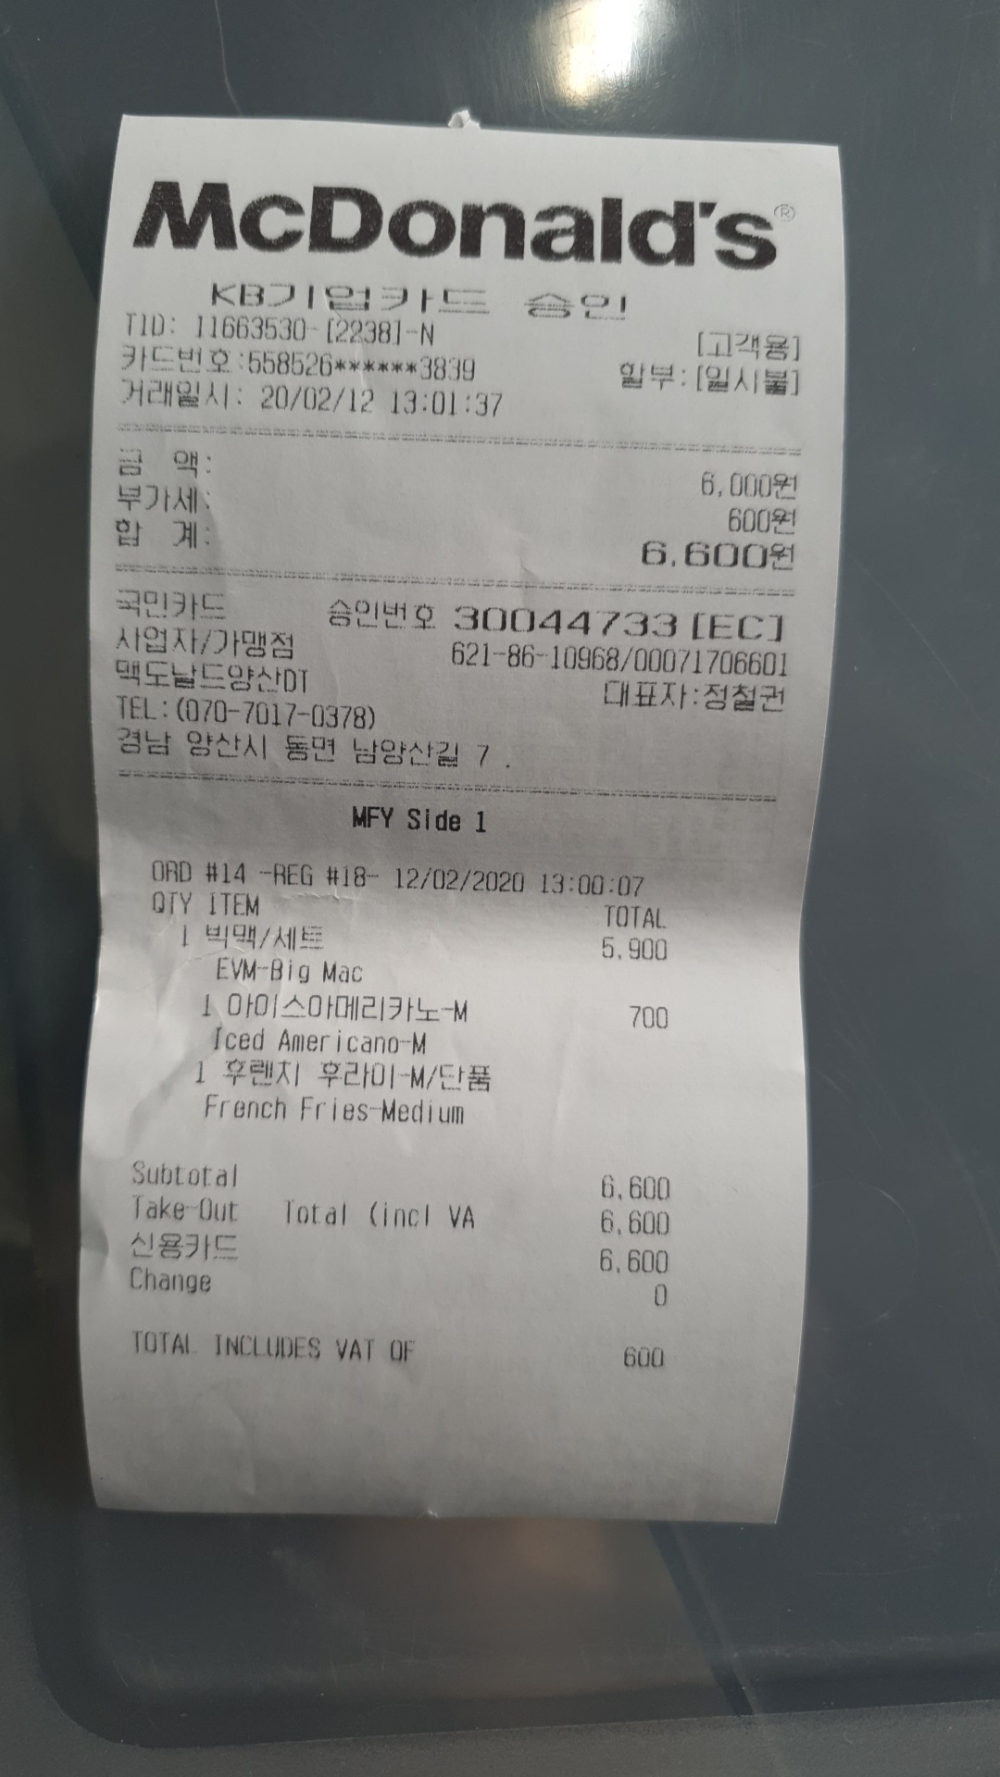 McDonald's®
KB기업카드 승인
TID: 11663530-[2238]-N [고객용]
카드번호:558526******3839 할부:[일시불]
거래일시: 20/02/12 13:01:37
금 액: 6,000원
부가세: 600원
합 계: 6,600원
국민카드 승인번호 30044733 [EC]
사업자/가맹점 621-86-10968/00071706601
맥도날드양산DT 대표자:정철권
TEL:(070-7017-0378)
경남 양산시 동면 남양산길 7 .
MFY Side 1
ORD #14 -REG #18- 12/02/2020 13:00:07
QTY ITEM TOTAL
1 빅맥/세트 5,900
EVM-Big Mac
1 아이스아메리카노-M 700
Iced Americano-M
1 후렌치 후라이-M/단품
French Fries-Medium
Subtotal 6,600
Take-Out Total (incl VA 6,600
신용카드 6,600
Change 0
TOTAL INCLUDES VAT OF 600